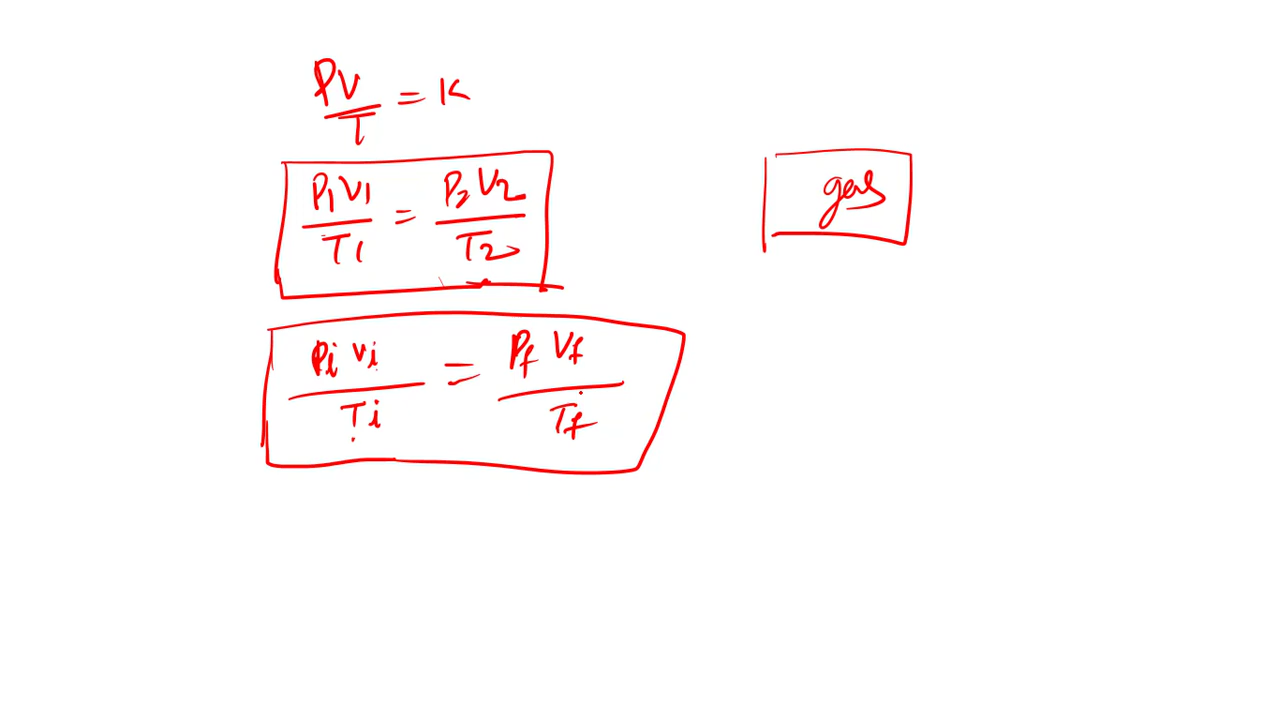 PV/T = K
P1V1/T1 = P2V2/T2
gas
Pi Vi/Ti = Pf Vf/Tf